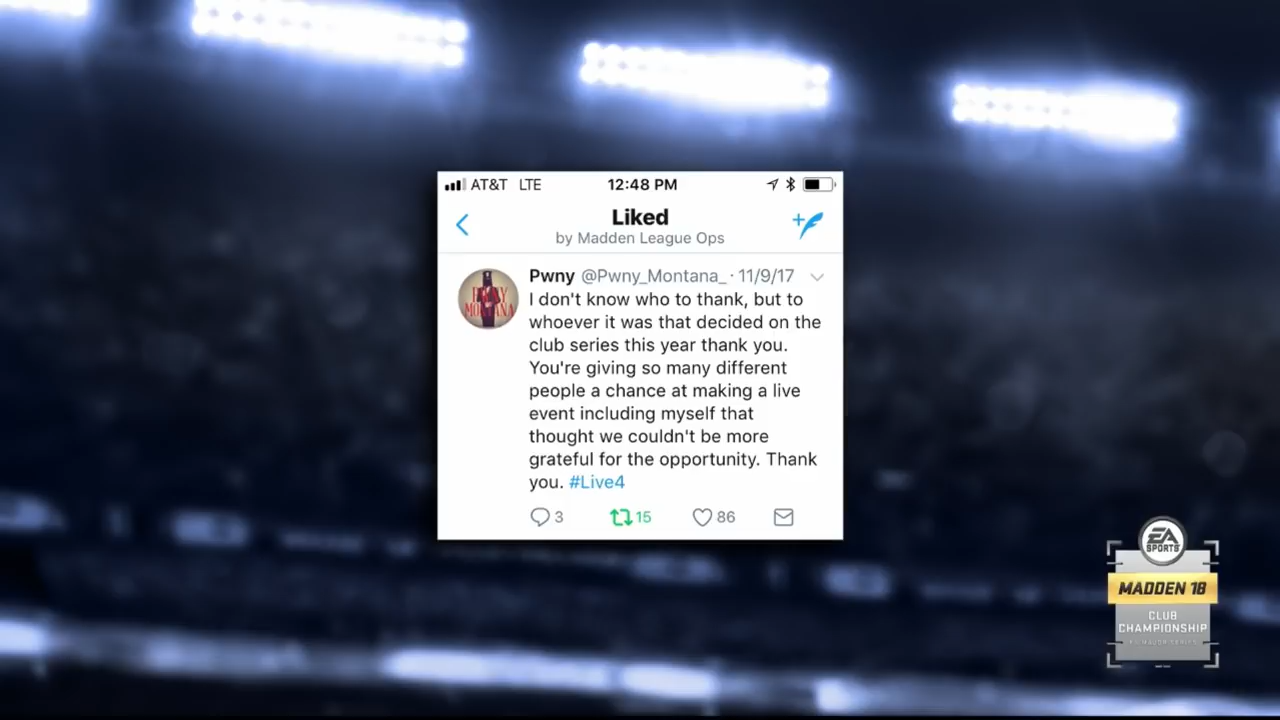 AT&T LTE 12:48 PM
Liked
by Madden League Ops
Pwny @Pwny_Montana_ · 11/9/17
I don't know who to thank, but to
whoever it was that decided on the
club series this year thank you.
You're giving so many different
people a chance at making a live
event including myself that
thought we couldn't be more
grateful for the opportunity. Thank
you. #Live4
3 15 86
PWNY
MONTANA
EA
SPORTS
MADDEN 18
CLUB
CHAMPIONSHIP